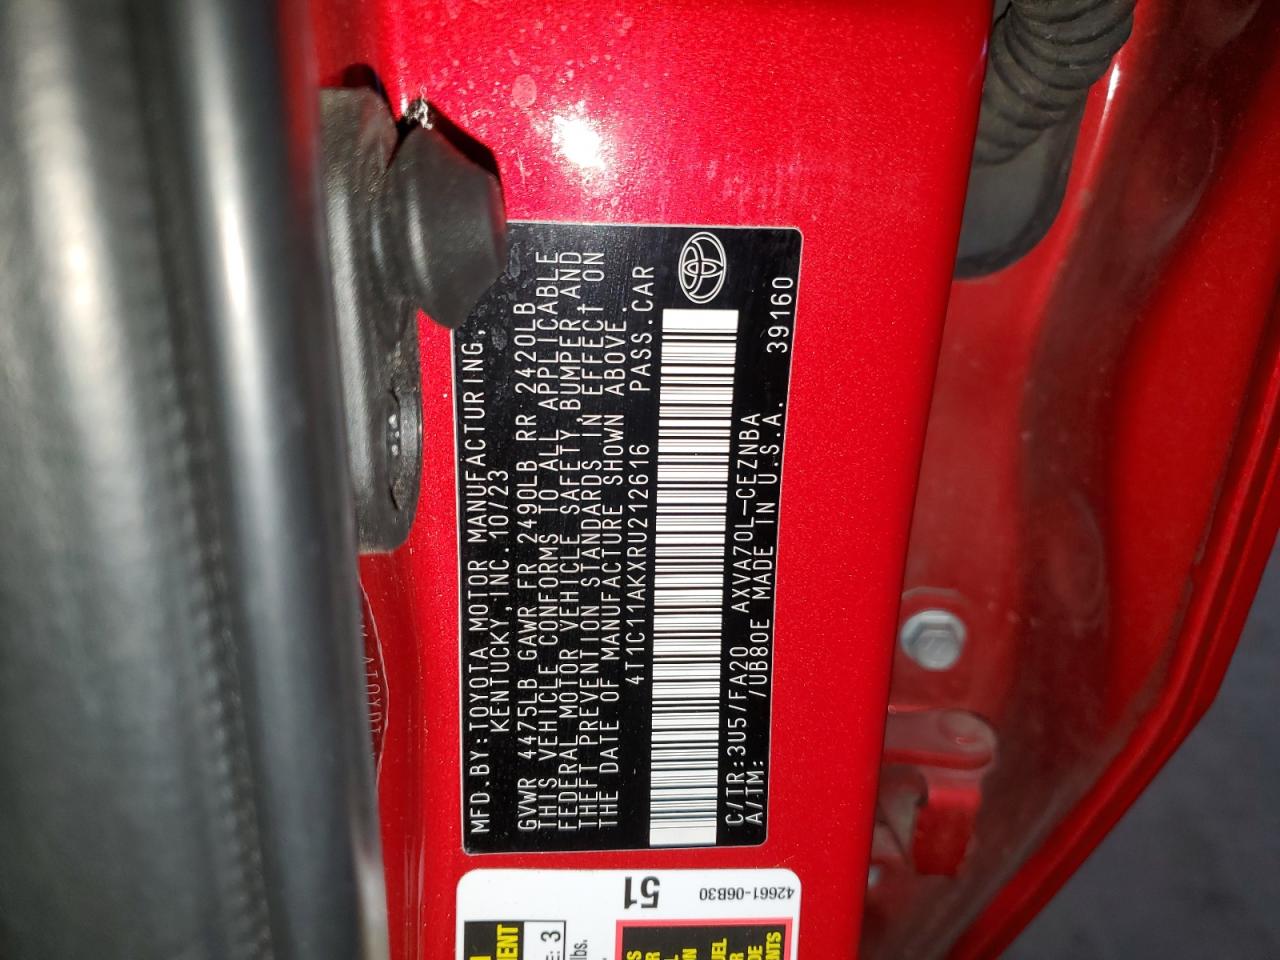 MFD.BY:TOYOTA MOTOR MANUFACTURING,
KENTUCKY,INC. 10/23
GVWR 4475LB GAWR FR 2490LB RR 2420LB
THIS VEHICLE CONFORMS TO ALL APPLICABLE
FEDERAL MOTOR VEHICLE SAFETY, BUMPER, AND
THEFT PREVENTION STANDARDS IN EFFECT ON
THE DATE OF MANUFACTURE SHOWN ABOVE.
4T1C11AKXRU212616 PASS.CAR
C/TR:3U5/FA20 AXVA70L-CEZNBA 39160
A/TM: /UB80E MADE IN U.S.A.
51
42661-06B30
3
lbs.